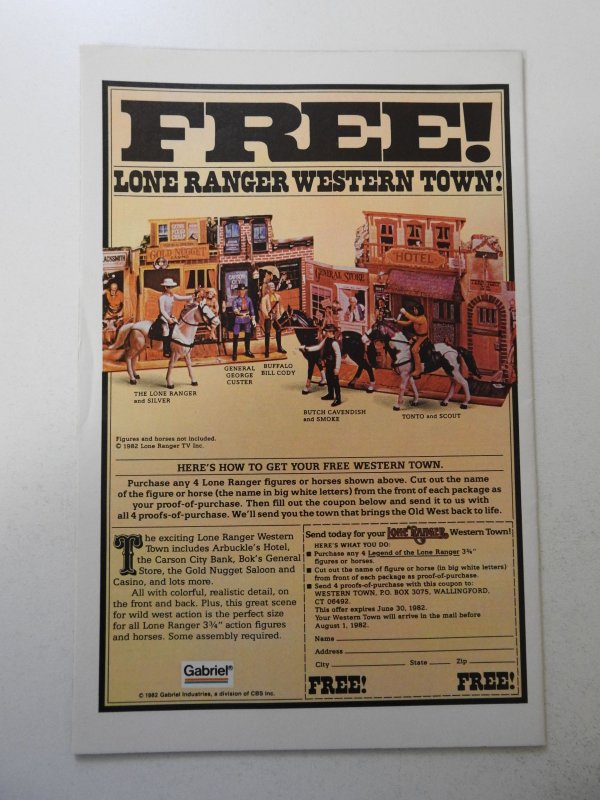 FREE!
LONE RANGER WESTERN TOWN!
GOLD NUGGET
GENERAL STORE
HOTEL
THE LONE RANGER
and SILVER
GENERAL
GEORGE
CUSTER
BUFFALO
BILL CODY
BUTCH CAVENDISH
and SMOKE
TONTO and SCOUT
Figures and horses not included.
© 1982 Lone Ranger TV Inc.
HERE'S HOW TO GET YOUR FREE WESTERN TOWN.
Purchase any 4 Lone Ranger figures or horses shown above. Cut out the name
of the figure or horse (the name in big white letters) from the front of each package as
your proof-of-purchase. Then fill out the coupon below and send it to us with
all 4 proofs-of-purchase. We'll send you the town that brings the Old West back to life.
The exciting Lone Ranger Western
Town includes Arbuckle's Hotel,
the Carson City Bank, Bok's General
Store, the Gold Nugget Saloon and
Casino, and lots more.
All with colorful, realistic detail, on
the front and back. Plus, this great scene
for wild west action is the perfect size
for all Lone Ranger 3¾" action figures
and horses. Some assembly required.
Gabriel®
© 1982 Gabriel Industries, a division of CBS Inc.
Send today for your LONE RANGER Western Town!
HERE'S WHAT YOU DO:
■ Purchase any 4 Legend of the Lone Ranger 3¾"
figures or horses.
■ Cut out the name of figure or horse (in big white letters)
from front of each package as proof-of-purchase.
■ Send 4 proofs-of-purchase with this coupon to:
WESTERN TOWN, P.O. BOX 3075, WALLINGFORD,
CT 06492.
This offer expires June 30, 1982.
Your Western Town will arrive in the mail before
August 1, 1982.
Name
Address
City State Zip
FREE! FREE!